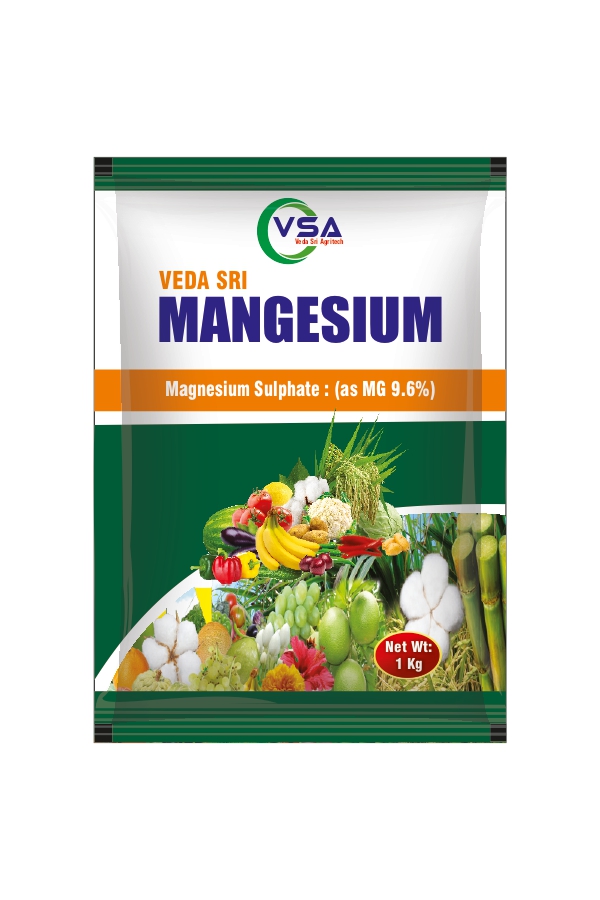 VSA
Veda Sri Agritech
VEDA SRI
MANGESIUM
Magnesium Sulphate : (as MG 9.6%)
Net Wt:
1 Kg